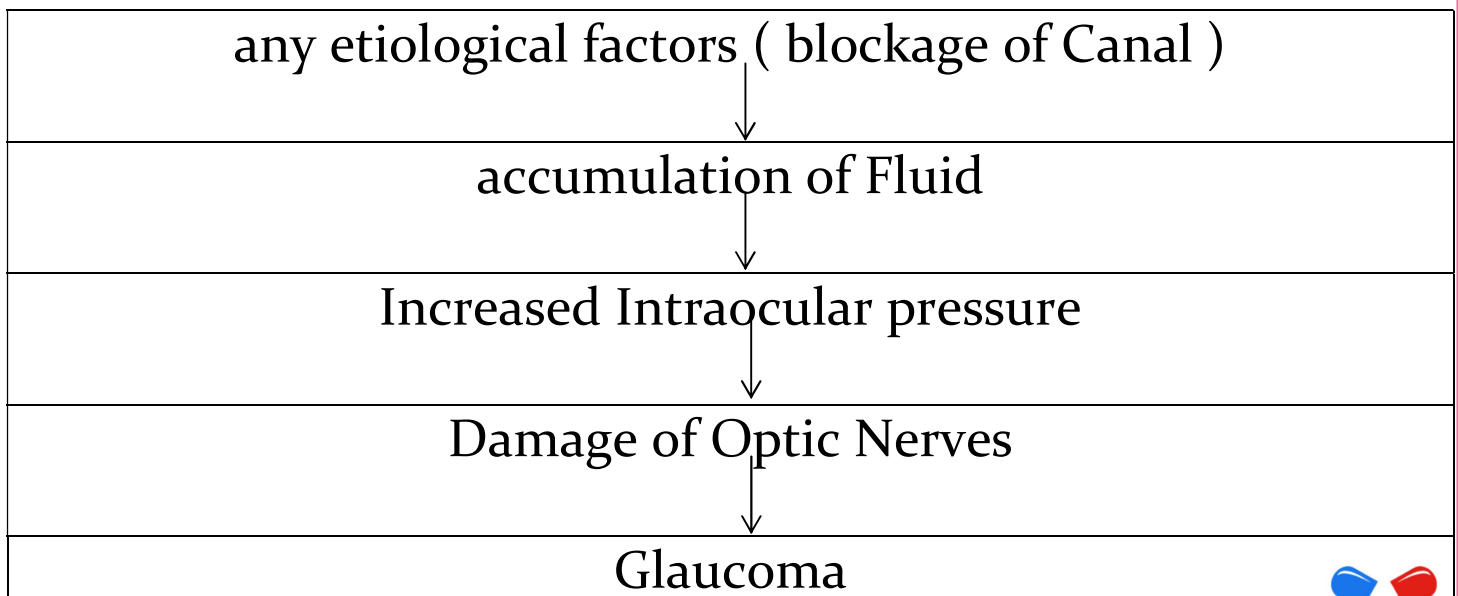 any etiological factors ( blockage of Canal )
accumulation of Fluid
Increased Intraocular pressure
Damage of Optic Nerves
Glaucoma